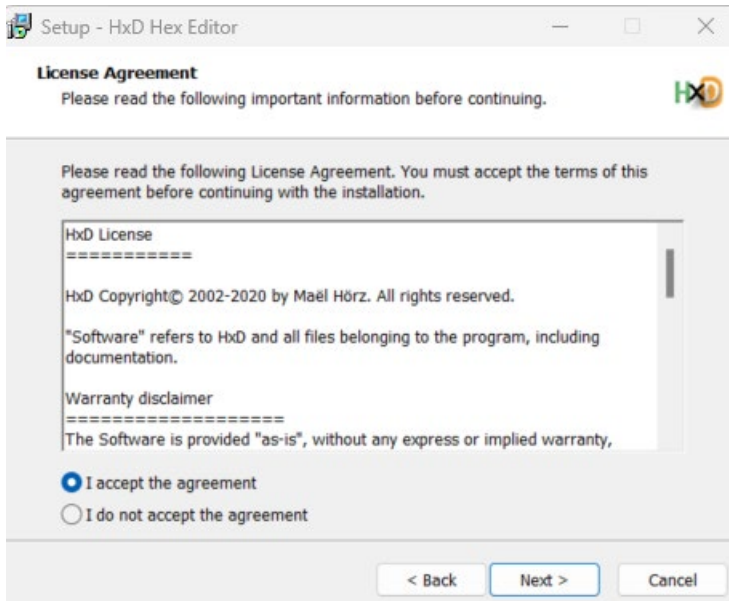 Setup - HxD Hex Editor
License Agreement
Please read the following important information before continuing.
HxD
Please read the following License Agreement. You must accept the terms of this
agreement before continuing with the installation.
HxD License
===========
HxD Copyright© 2002-2020 by Maël Hörz. All rights reserved.
"Software" refers to HxD and all files belonging to the program, including
documentation.
Warranty disclaimer
===================
The Software is provided "as-is", without any express or implied warranty,
I accept the agreement
I do not accept the agreement
< Back Next > Cancel